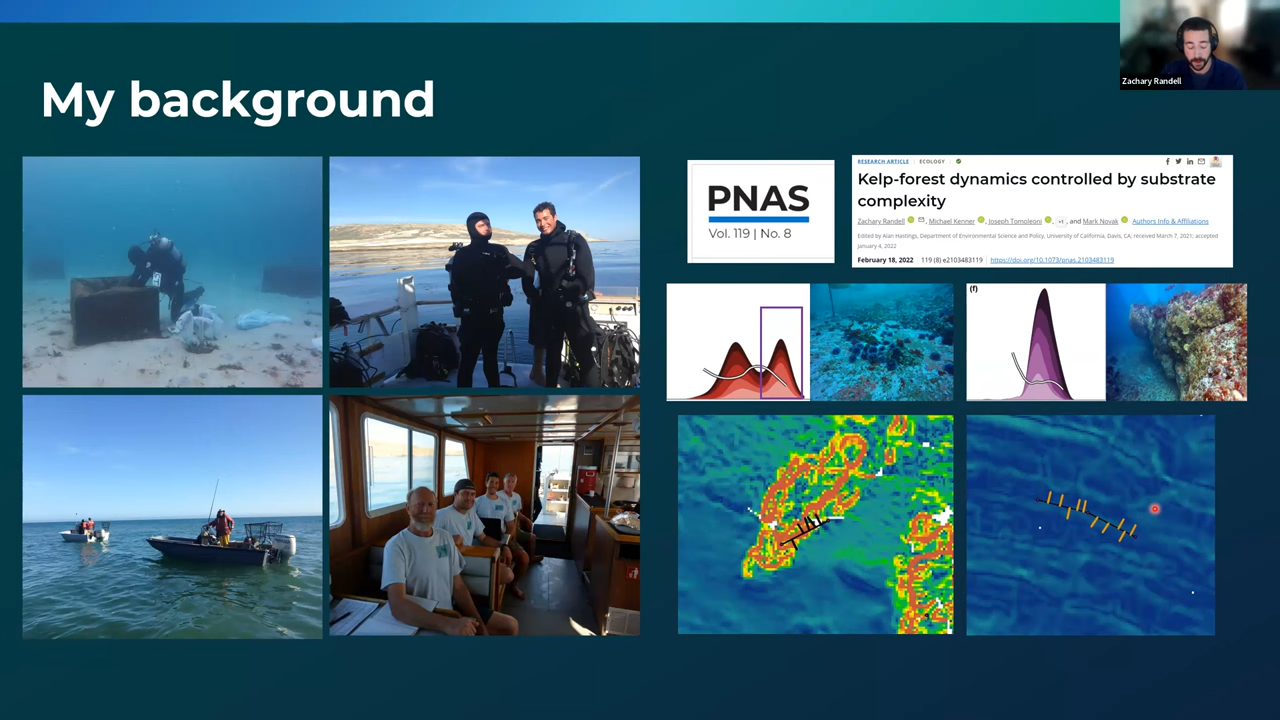 Zachary Randell
My background
PNAS
Vol. 119 | No. 8
RESEARCH ARTICLE | ECOLOGY
Kelp-forest dynamics controlled by substrate
complexity
Zachary Randell, Michael Kenner, Joseph Tomoleoni, +1, and Mark Novak Authors Info & Affiliations
Edited by Alan Hastings, Department of Environmental Science and Policy, University of California, Davis, CA; received March 7, 2021; accepted
January 4, 2022
February 18, 2022 | 119 (8) e2103483119 | https://doi.org/10.1073/pnas.2103483119
(f)